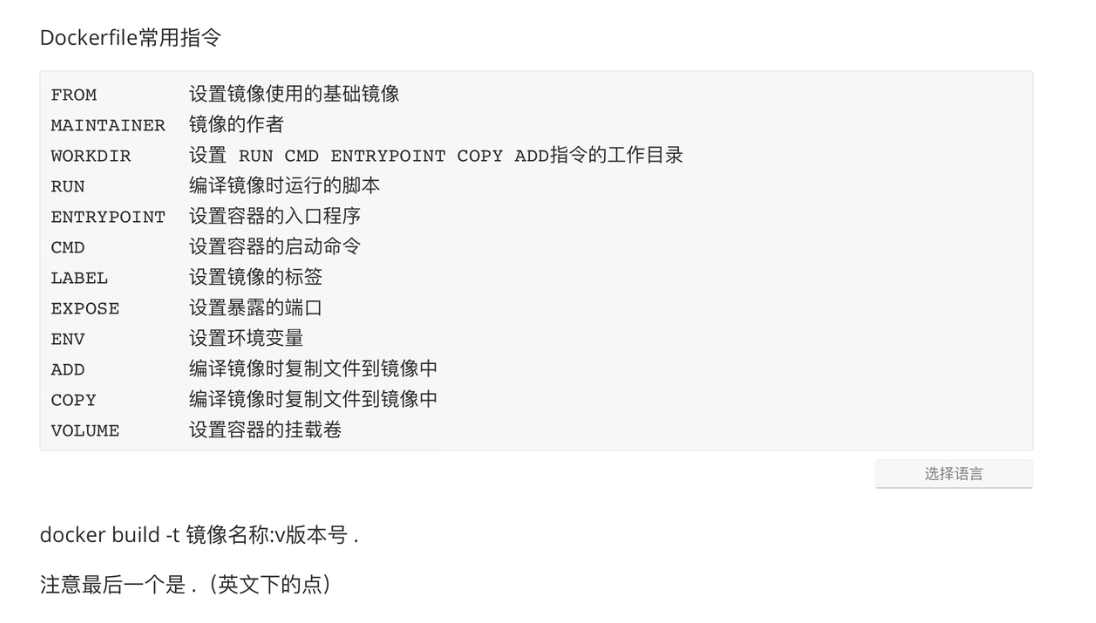 Dockerfile常用指令
FROM 设置镜像使用的基础镜像
MAINTAINER 镜像的作者
WORKDIR 设置 RUN CMD ENTRYPOINT COPY ADD指令的工作目录
RUN 编译镜像时运行的脚本
ENTRYPOINT 设置容器的入口程序
CMD 设置容器的启动命令
LABEL 设置镜像的标签
EXPOSE 设置暴露的端口
ENV 设置环境变量
ADD 编译镜像时复制文件到镜像中
COPY 编译镜像时复制文件到镜像中
VOLUME 设置容器的挂载卷
选择语言
docker build -t 镜像名称:v版本号 .
注意最后一个是 .（英文下的点）